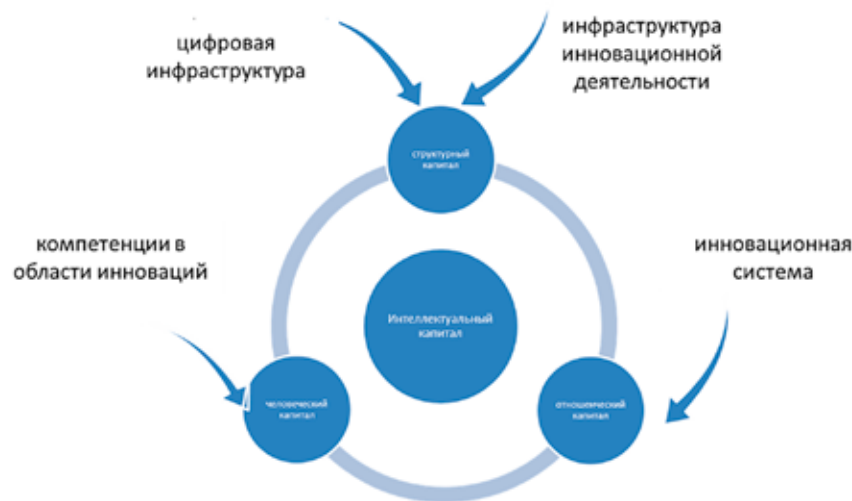 цифровая
инфраструктура
инфраструктура
инновационной
деятельности
структурный
капитал
компетенции в
области инноваций
инновационная
система
Интеллектуальный
капитал
человеческий
капитал
отношенческий
капитал